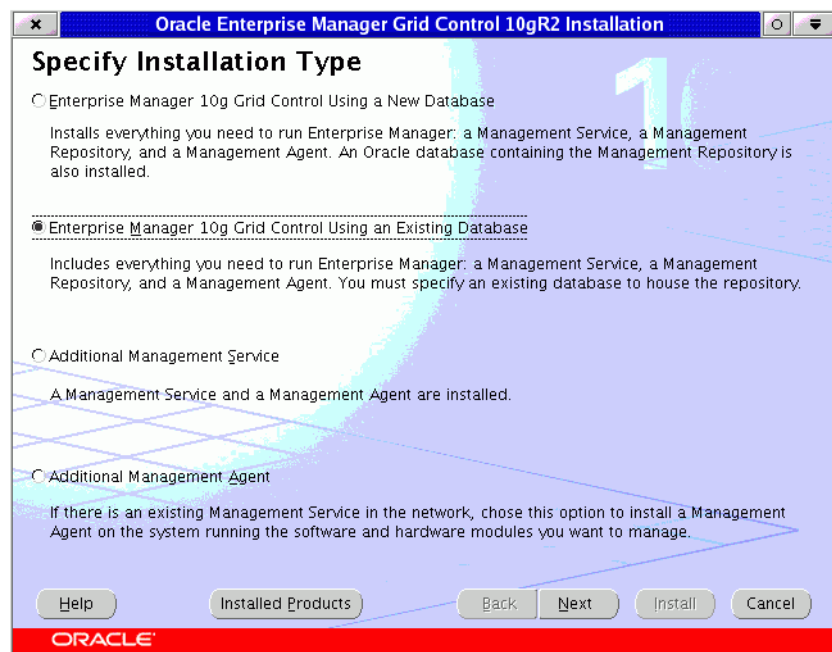 Oracle Enterprise Manager Grid Control 10gR2 Installation
Specify Installation Type
Enterprise Manager 10g Grid Control Using a New Database
Installs everything you need to run Enterprise Manager: a Management Service, a Management
Repository, and a Management Agent. An Oracle database containing the Management Repository is
also installed.
Enterprise Manager 10g Grid Control Using an Existing Database
Includes everything you need to run Enterprise Manager: a Management Service, a Management
Repository, and a Management Agent. You must specify an existing database to house the repository.
Additional Management Service
A Management Service and a Management Agent are installed.
Additional Management Agent
If there is an existing Management Service in the network, chose this option to install a Management
Agent on the system running the software and hardware modules you want to manage.
Help Installed Products Back Next Install Cancel
ORACLE